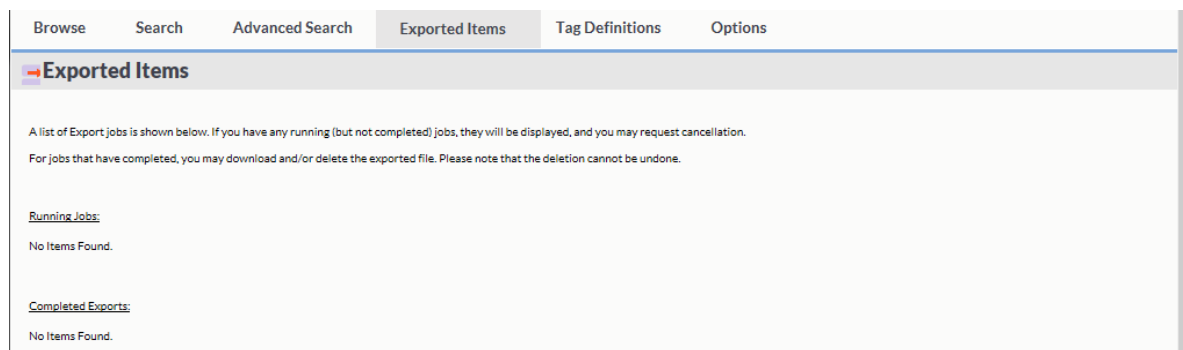 Browse Search Advanced Search Exported Items Tag Definitions Options
Exported Items
A list of Export jobs is shown below. If you have any running (but not completed) jobs, they will be displayed, and you may request cancellation.
For jobs that have completed, you may download and/or delete the exported file. Please note that the deletion cannot be undone.
Running Jobs:
No Items Found.
Completed Exports:
No Items Found.